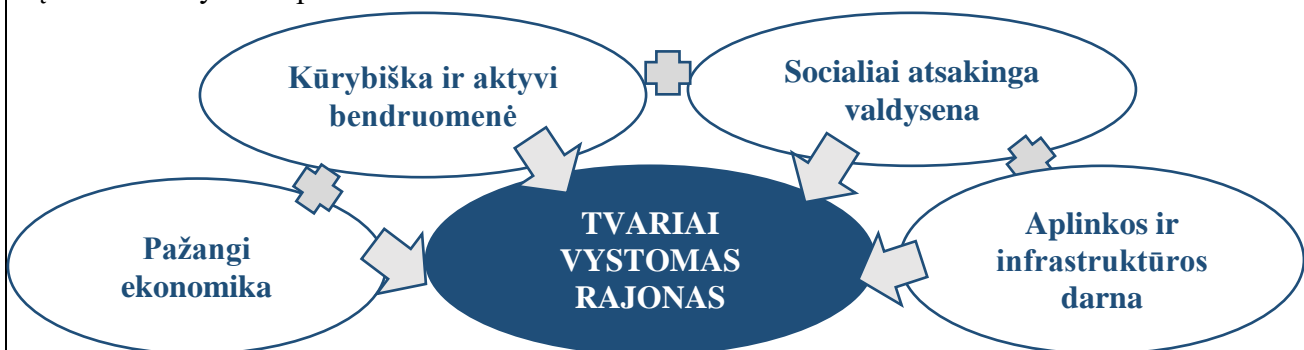 Kūrybiška ir aktyvi
bendruomenė
Socialiai atsakinga
valdysena
Pažangi
ekonomika
TVARIAI
VYSTOMAS
RAJONAS
Aplinkos ir
infrastruktūros
darna